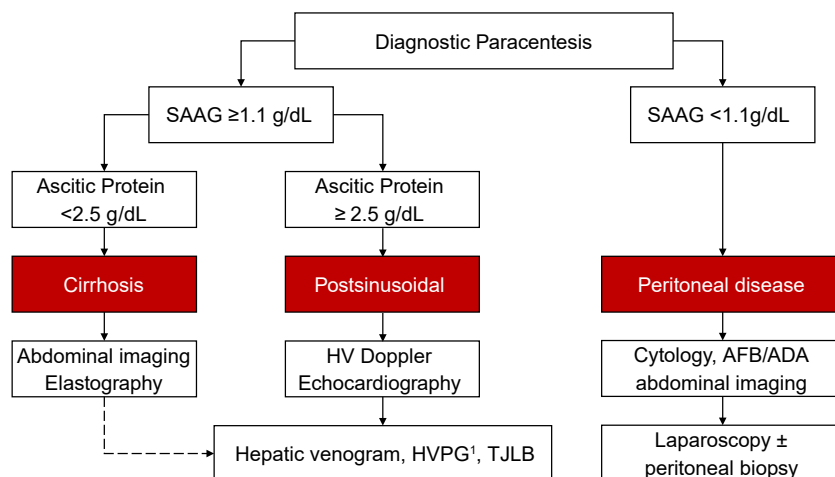 Diagnostic Paracentesis
SAAG ≥1.1 g/dL
SAAG <1.1g/dL
Ascitic Protein
<2.5 g/dL
Ascitic Protein
≥ 2.5 g/dL
Cirrhosis
Postsinusoidal
Peritoneal disease
Abdominal imaging
Elastography
HV Doppler
Echocardiography
Cytology, AFB/ADA
abdominal imaging
Hepatic venogram, HVPG¹, TJLB
Laparoscopy ±
peritoneal biopsy